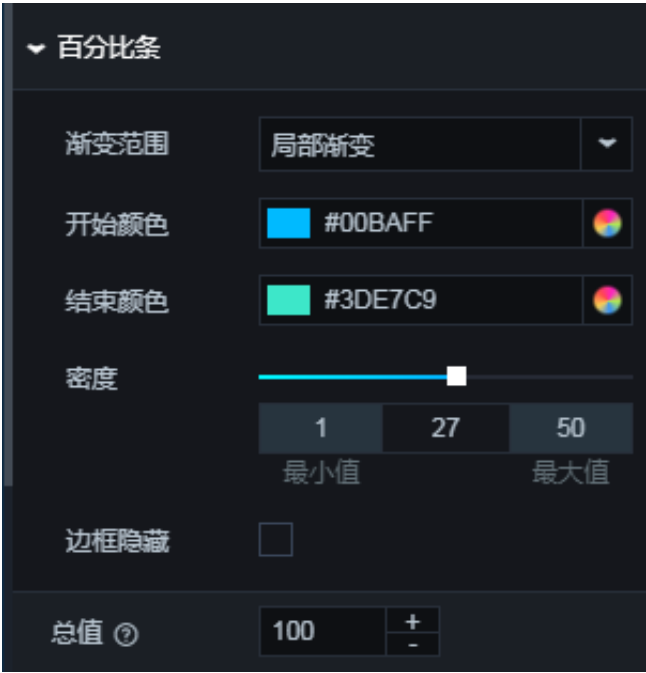 百分比条
渐变范围 局部渐变
开始颜色 #00BAFF
结束颜色 #3DE7C9
密度
1 27 50
最小值 最大值
边框隐藏
总值 ? 100 + -